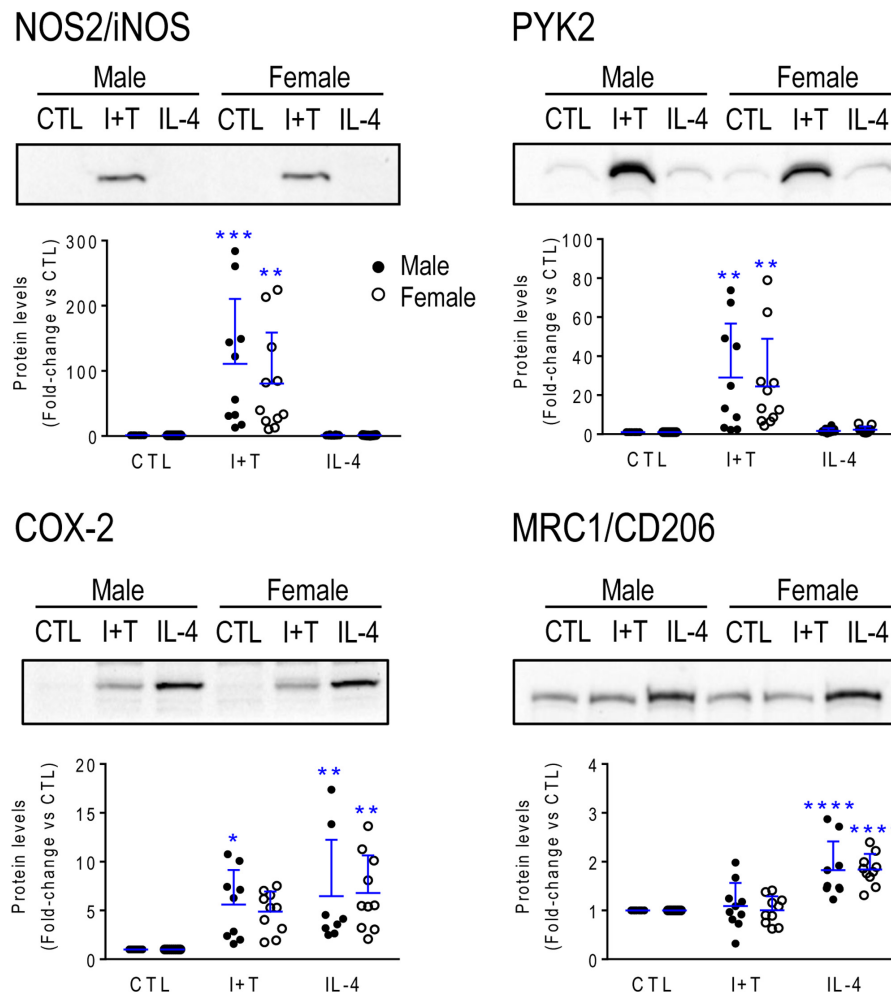 NOS2/iNOS
Male Female
CTL I+T IL-4 CTL I+T IL-4
***
**
300
200
100
0
Protein levels
(Fold-change vs CTL)
Male
Female
CTL I+T IL-4
PYK2
Male Female
CTL I+T IL-4 CTL I+T IL-4
** **
100
80
60
40
20
0
Protein levels
(Fold-change vs CTL)
CTL I+T IL-4
COX-2
Male Female
CTL I+T IL-4 CTL I+T IL-4
**
**
*
20
15
10
5
0
Protein levels
(Fold-change vs CTL)
CTL I+T IL-4
MRC1/CD206
Male Female
CTL I+T IL-4 CTL I+T IL-4
****
***
4
3
2
1
0
Protein levels
(Fold-change vs CTL)
CTL I+T IL-4